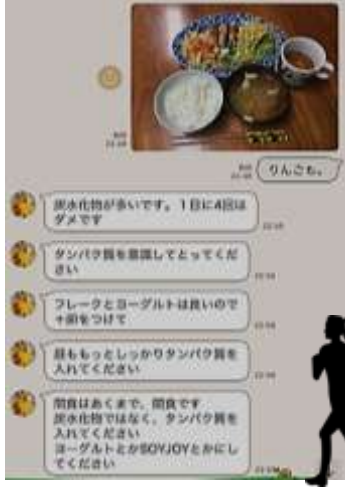 りんごも。
炭水化物が多いです。1日に4回は
ダメです
タンパク質を意識してとってくだ
さい
フレークとヨーグルトは良いので
+卵をつけて
昼ももっとしっかりタンパク質を
入れてください
間食はあくまで、間食です
炭水化物ではなく、タンパク質を
入れてください
ヨーグルトとかSOYJOYとかにし
てください